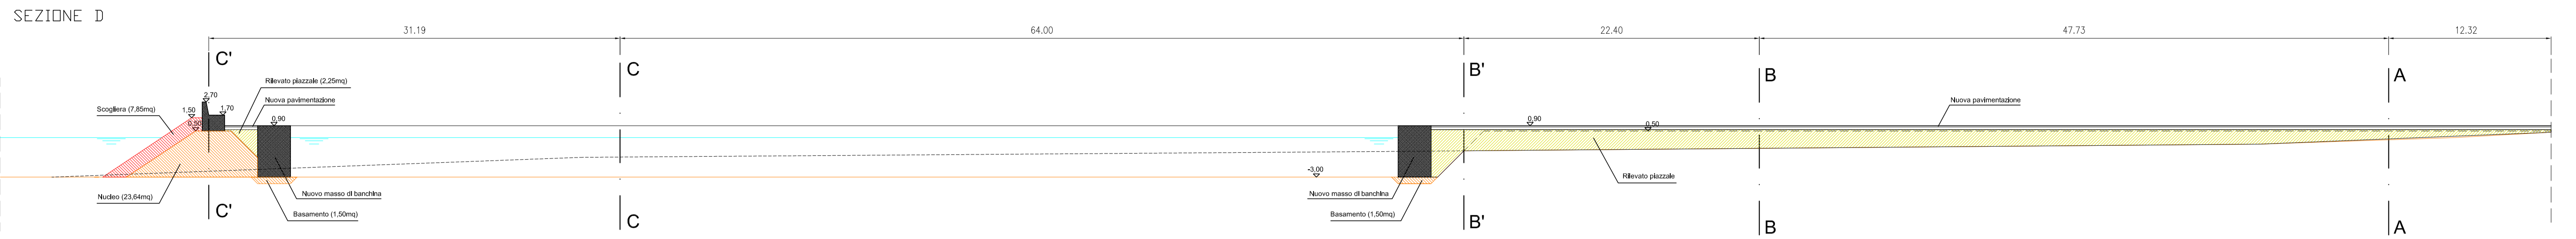 SEZIONE D
31.19
64.00
22.40
47.73
12.32
C'
C
B'
B
A
Rilevato piazzale (2,25mq)
Nuova pavimentazione
Scogliera (7,85mq)
2,70
1,50
1,70
0,50
0,90
0,90
0,50
Nuova pavimentazione
-3,00
Rilevato piazzale
Nucleo (23,64mq)
Nuovo masso di banchina
Basamento (1,50mq)
Nuovo masso di banchina
Basamento (1,50mq)
C'
C
B'
B
A